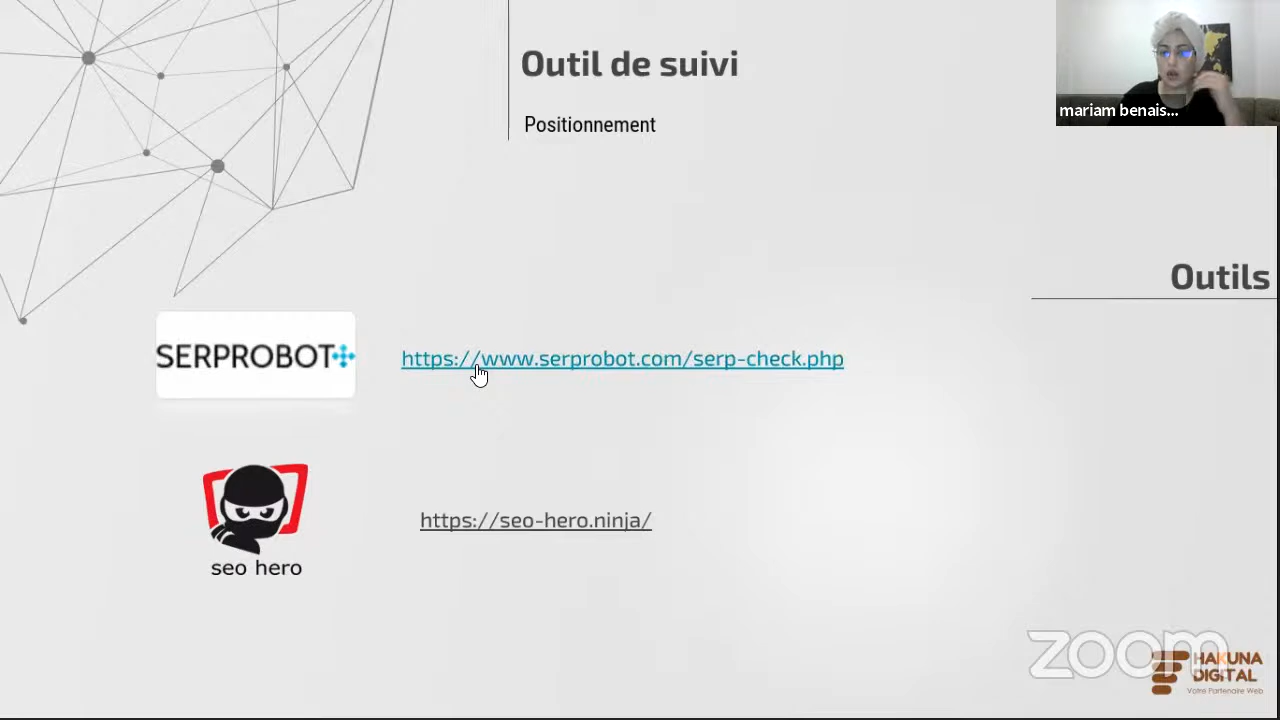 Outil de suivi
Positionnement
mariam benais...
Outils
SERPROBOT
https://www.serprobot.com/serp-check.php
https://seo-hero.ninja/
seo hero
zoom
HAKUNA
DIGITAL
Votre Partenaire Web